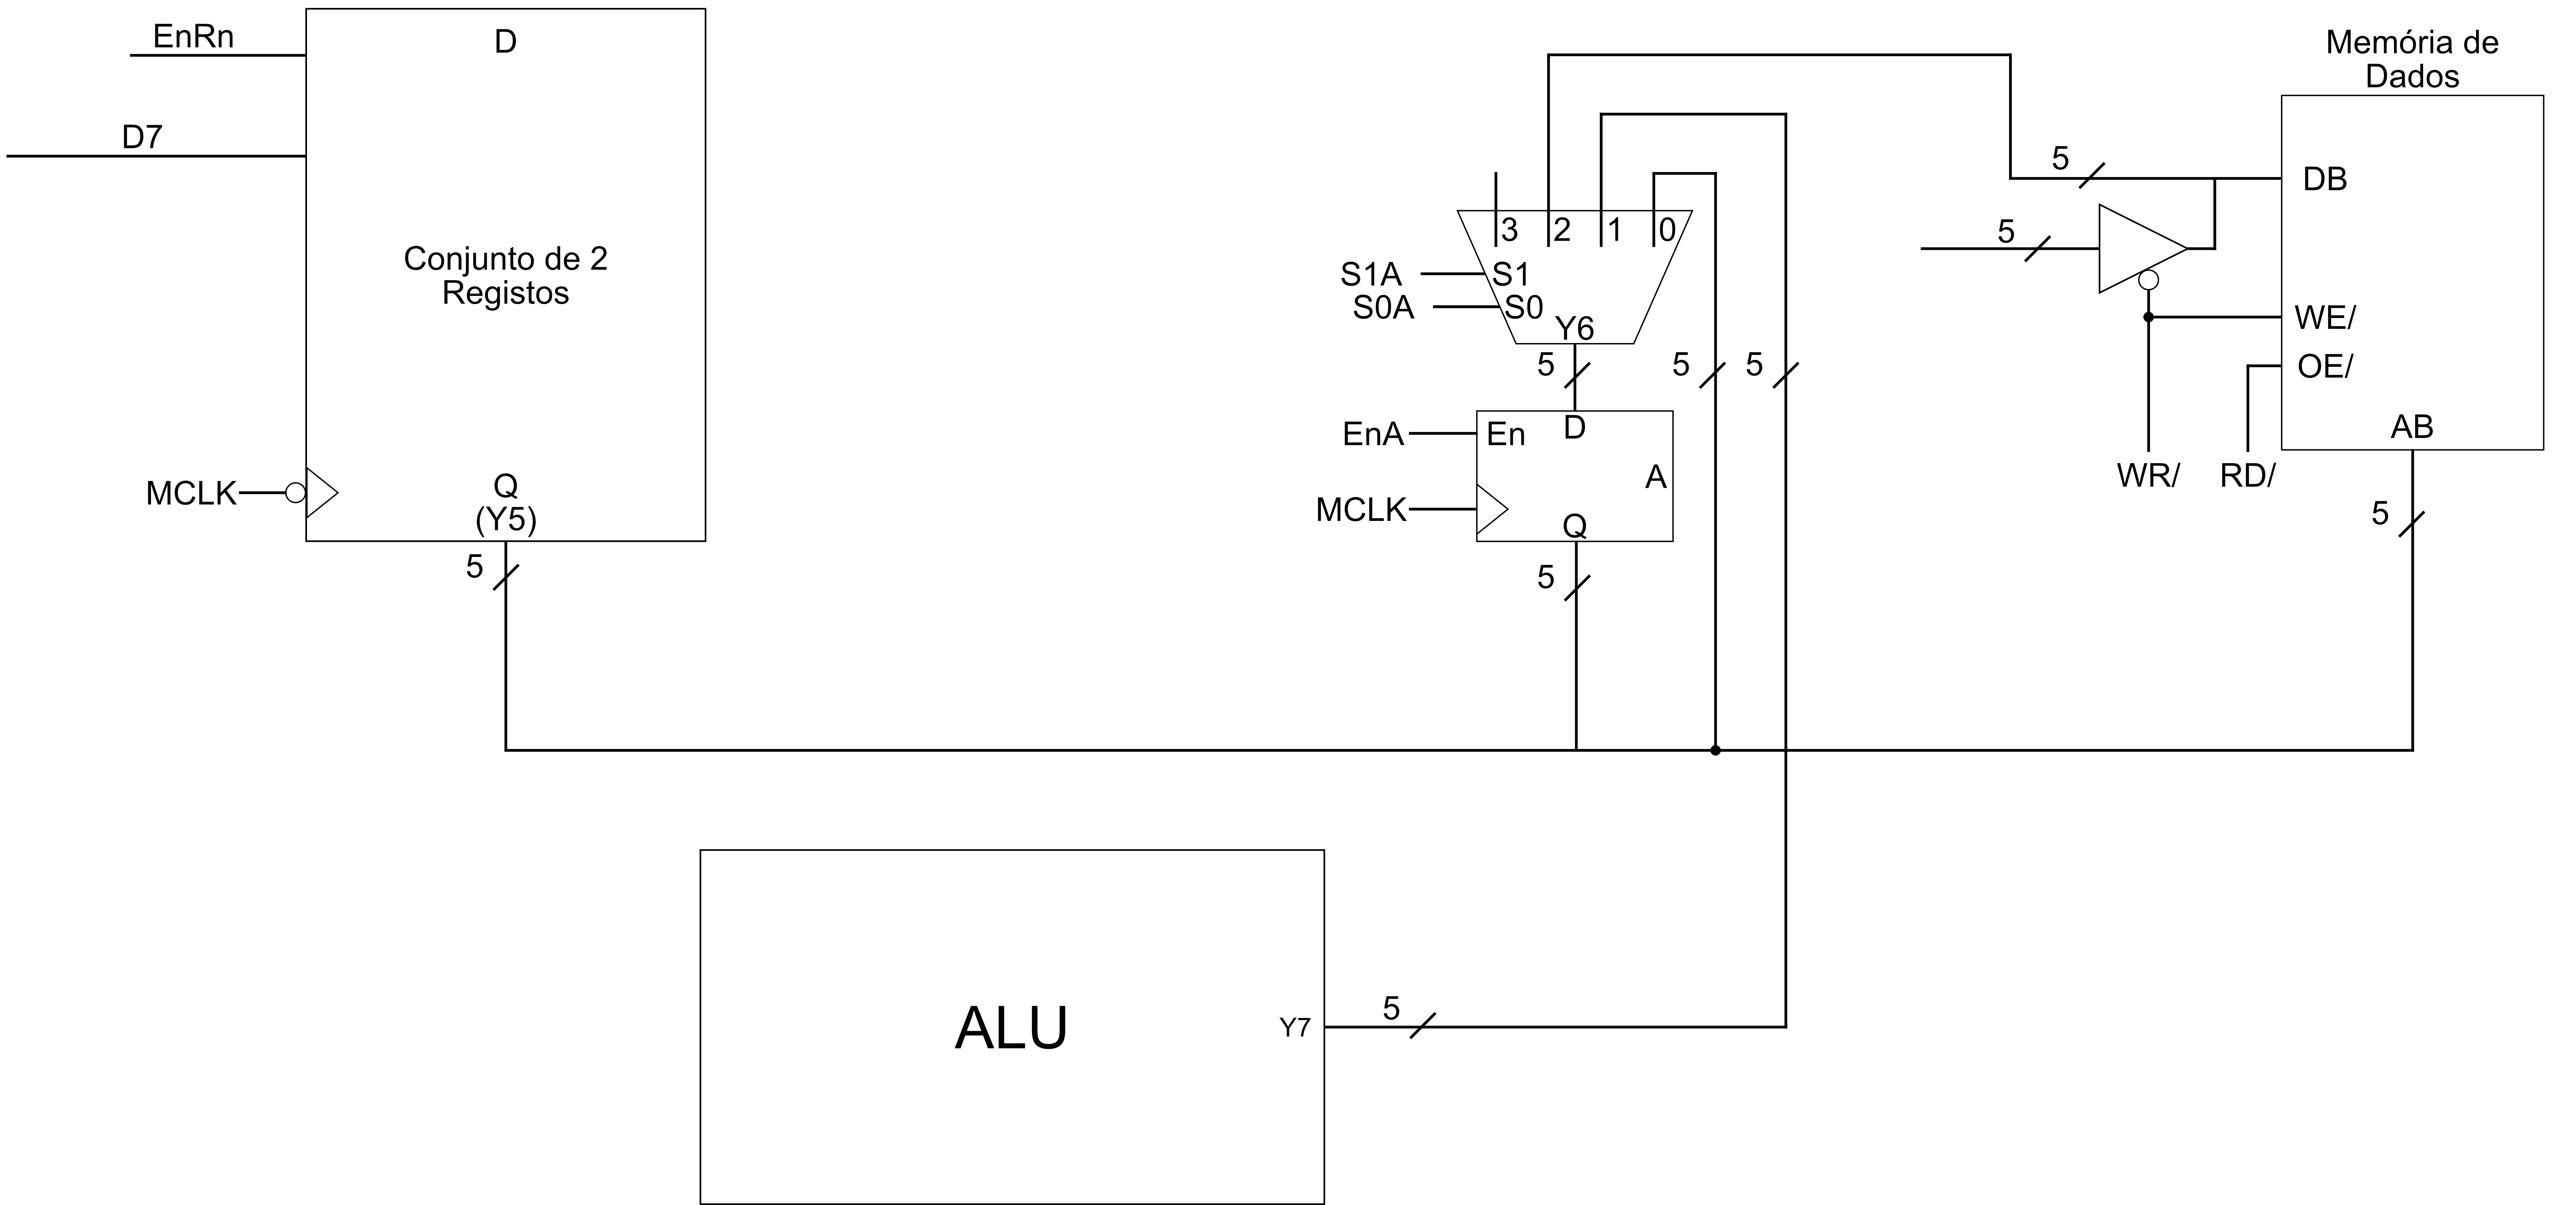 EnRn
D
D7
Conjunto de 2
Registos
MCLK
Q
(Y5)
5
3
2
1
0
S1A
S1
S0A
S0
Y6
5
5
5
EnA
En
D
A
MCLK
Q
5
Memória de
Dados
5
DB
5
WE/
OE/
AB
WR/
RD/
5
ALU
Y7
5